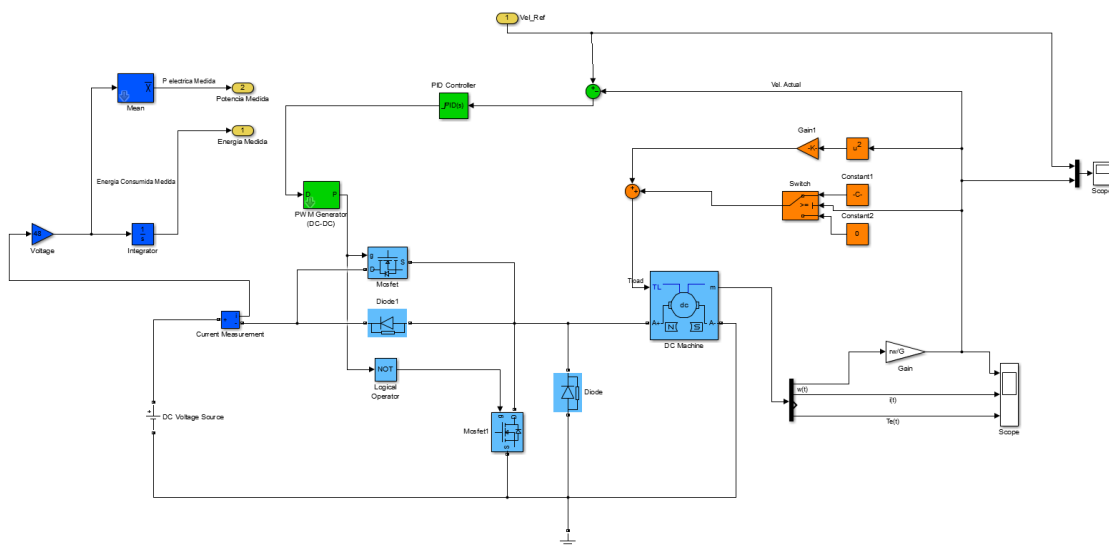 1
Vel_Ref
P electrica Medida
X
Mean
2
Potencia Medida
1
Energia Medida
PID Controller
PID(s)
Vel. Actual
Gain1
-K-
u²
Constant1
-C-
Switch
>=
Constant2
0
Scope
Energia Consumida Medida
D P
PWM Generator
(DC-DC)
48
Voltage
1
s
Integrator
g
D S
Mosfet
Diode1
Current Measurement
Tload
TL m
dc
A+ N S A-
DC Machine
NOT
Logical
Operator
rw/G
Gain
Diode
w(t)
i(t)
Te(t)
Scope
DC Voltage Source
g D
Mosfet1
S